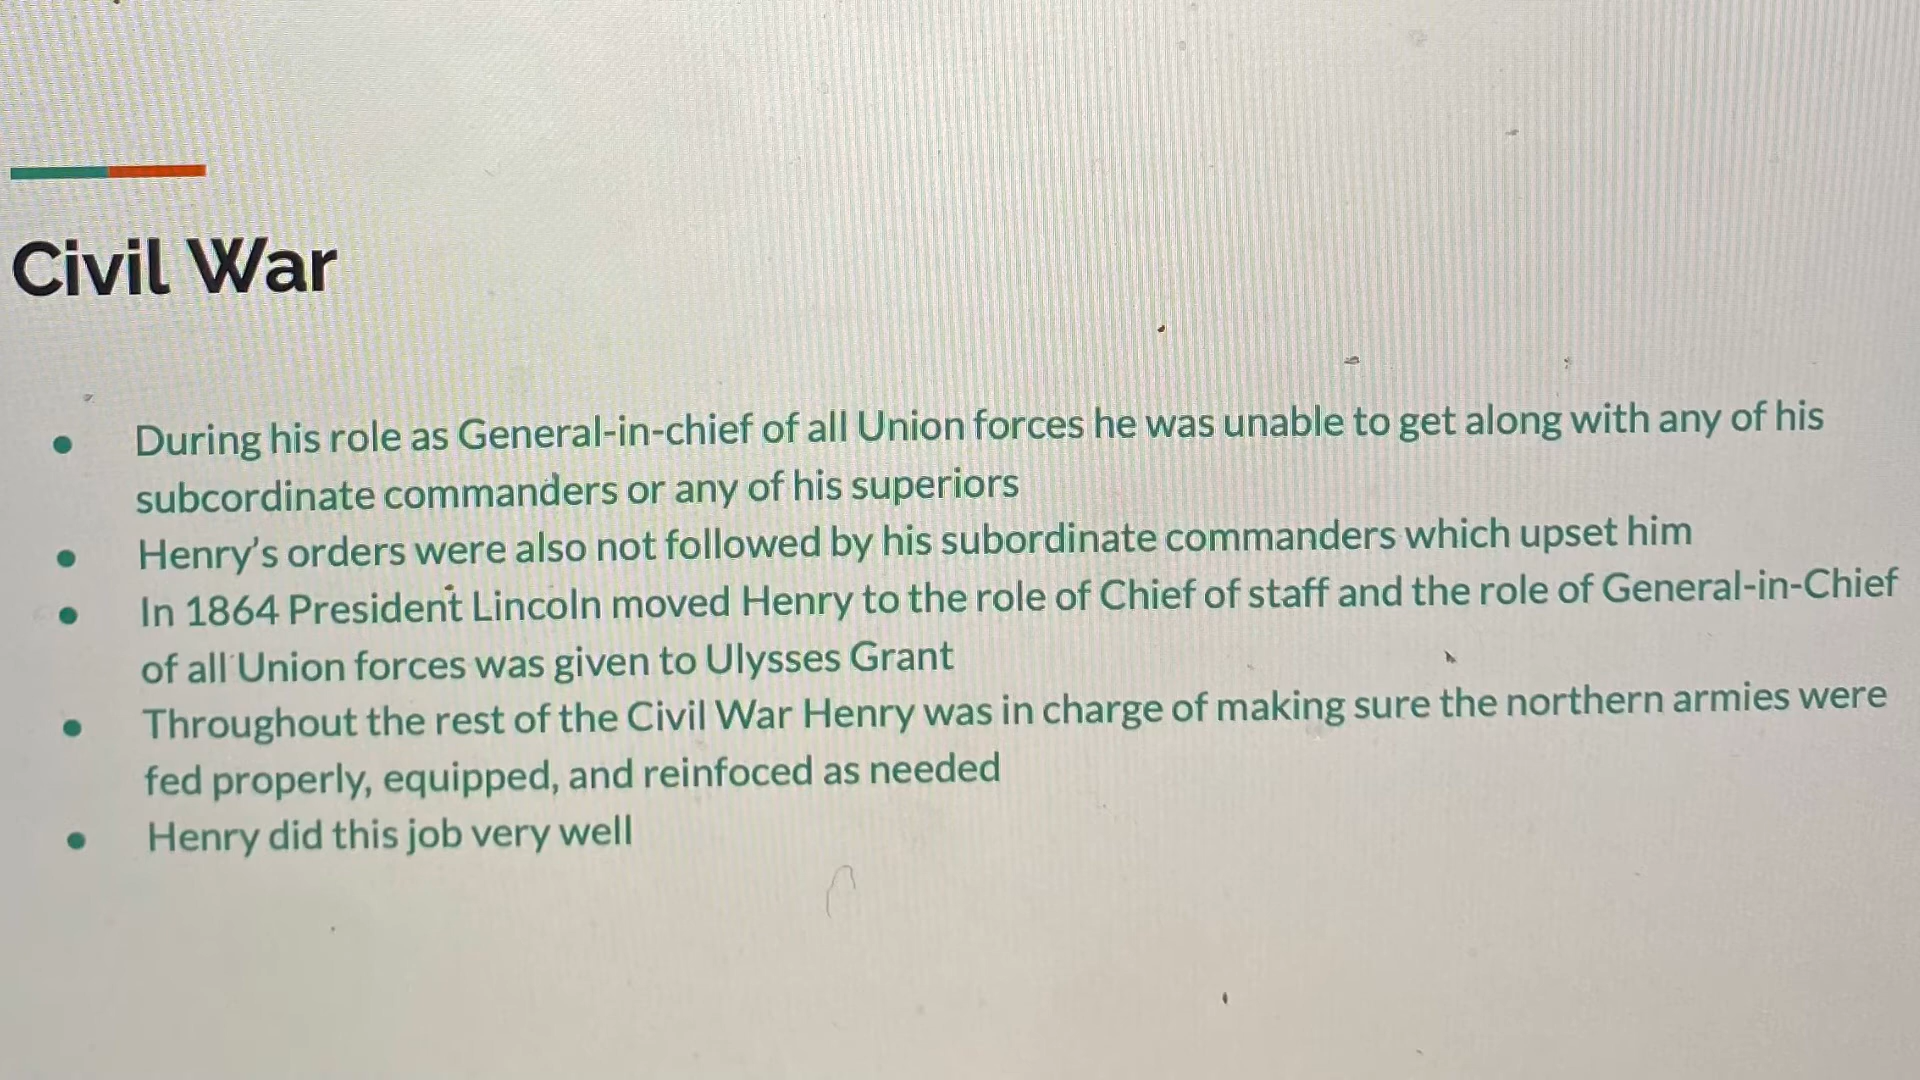 Civil War
During his role as General-in-chief of all Union forces he was unable to get along with any of his
subcordinate commanders or any of his superiors
Henry's orders were also not followed by his subordinate commanders which upset him
In 1864 President Lincoln moved Henry to the role of Chief of staff and the role of General-in-Chief
of all Union forces was given to Ulysses Grant
Throughout the rest of the Civil War Henry was in charge of making sure the northern armies were
fed properly, equipped, and reinfoced as needed
Henry did this job very well